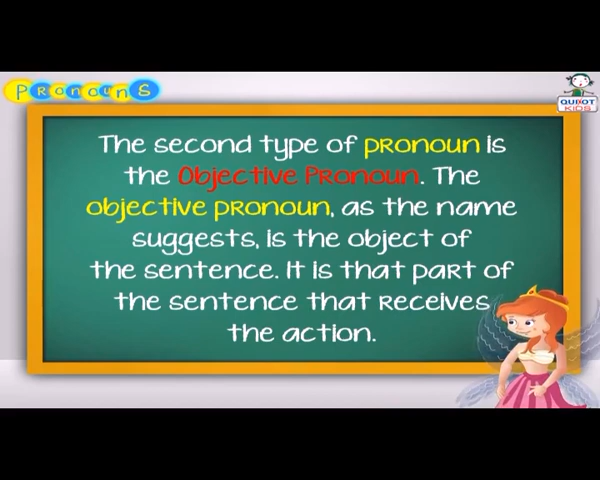 Pronouns
QUIXOT
KIDS
The second type of pronoun is
the Objective Pronoun. The
objective pronoun, as the name
suggests, is the object of
the sentence. It is that part of
the sentence that receives
the action.